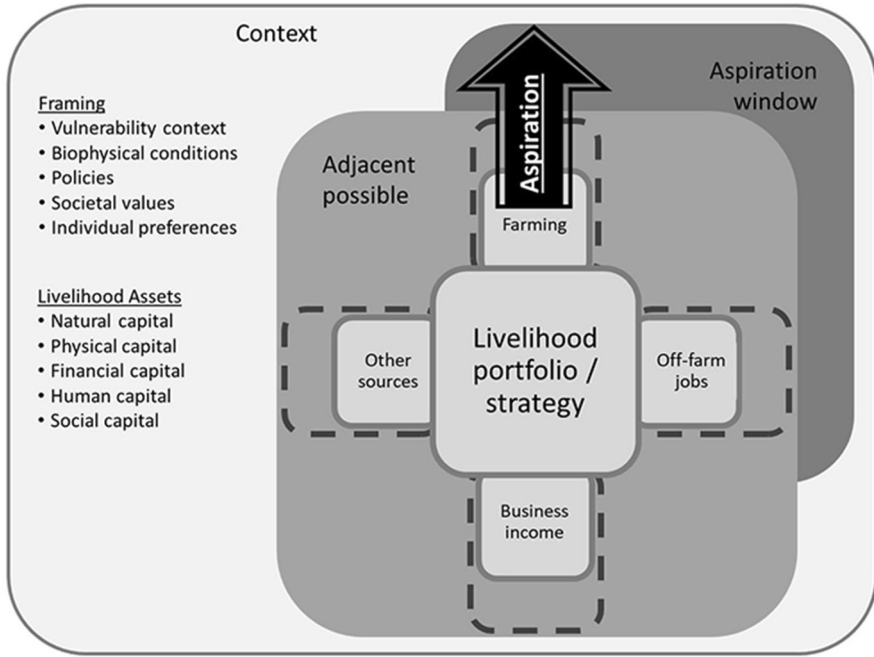 Context
Framing
• Vulnerability context
• Biophysical conditions
• Policies
• Societal values
• Individual preferences
Livelihood Assets
• Natural capital
• Physical capital
• Financial capital
• Human capital
• Social capital
Aspiration
window
Adjacent
possible
Aspiration
Farming
Other
sources
Livelihood
portfolio /
strategy
Off-farm
jobs
Business
income